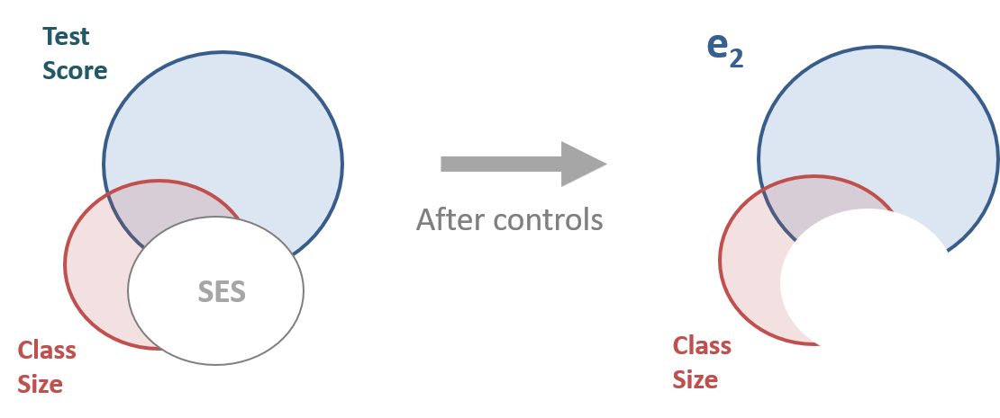 Test
Score
SES
Class
Size
After controls
e₂
Class
Size